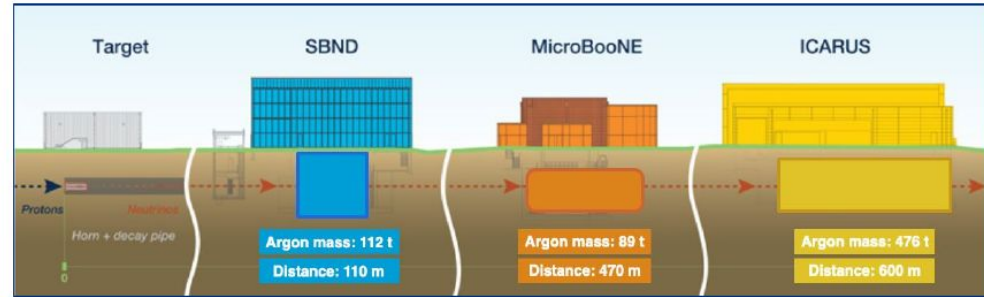 Target
SBND
MicroBooNE
ICARUS
Protons
Neutrinos
Horn + decay pipe
0
Argon mass: 112 t
Distance: 110 m
Argon mass: 89 t
Distance: 470 m
Argon mass: 476 t
Distance: 600 m